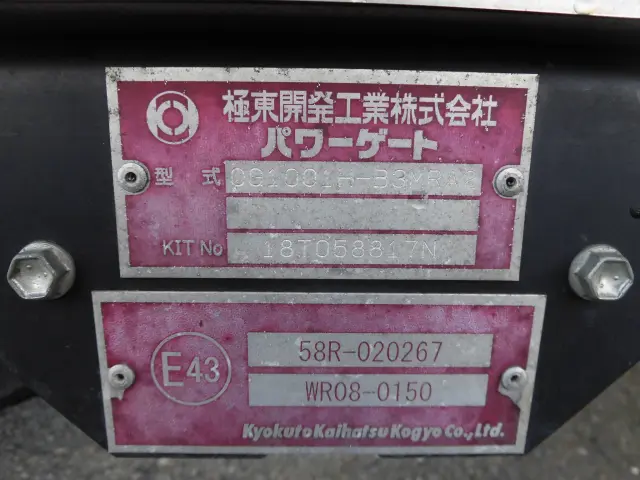 極東開発工業株式会社
パワーゲート
型式
KIT No 18T058817N
E43
58R-020267
WR08-0150
Kyokuto Kaihatsu Kogyo Co., Ltd.